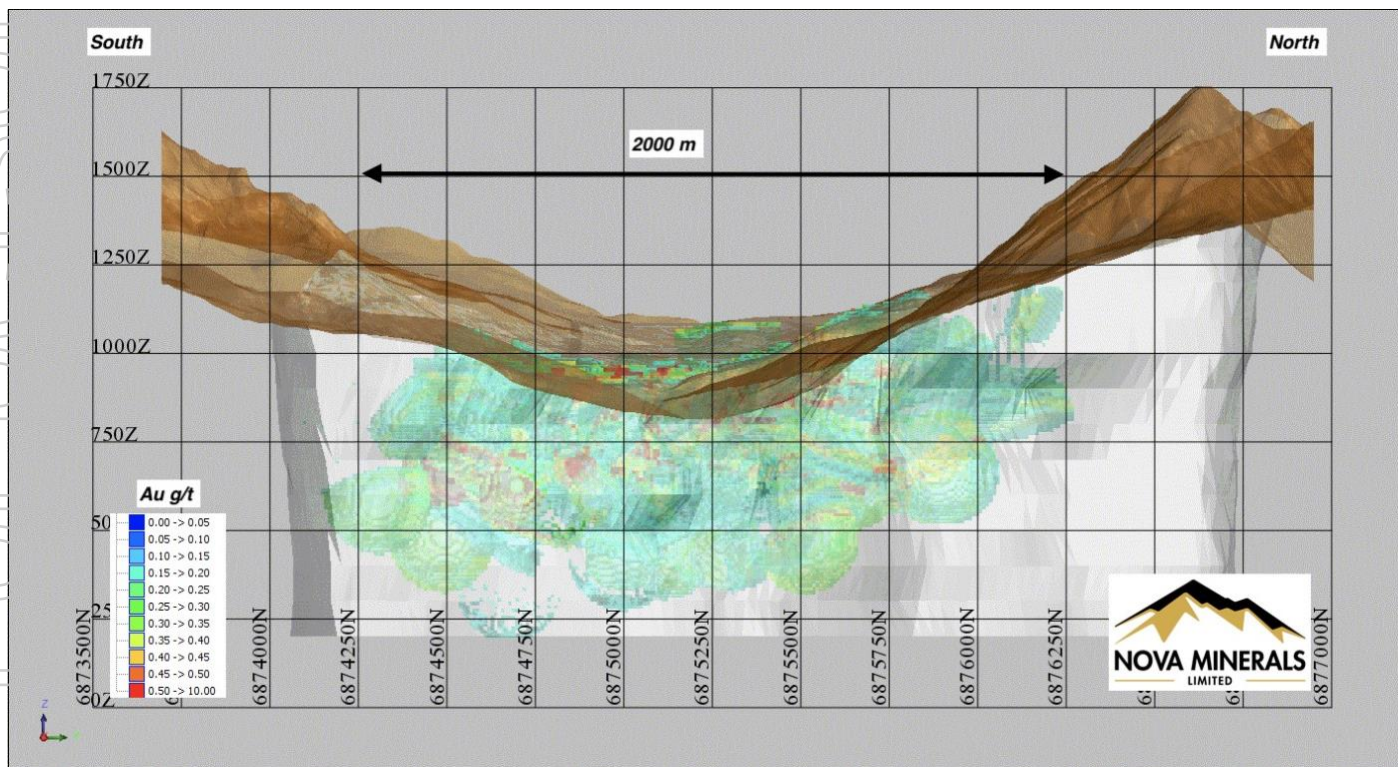 South
North
1750Z
2000 m
1500Z
1250Z
1000Z
750Z
Au g/t
0.00 -> 0.05
0.05 -> 0.10
0.10 -> 0.15
0.15 -> 0.20
0.20 -> 0.25
0.25 -> 0.30
0.30 -> 0.35
0.35 -> 0.40
0.40 -> 0.45
0.45 -> 0.50
0.50 -> 10.00
50
25
0Z
6873500N
6874000N
6874250N
6874500N
6874750N
6875000N
6875250N
6875500N
6875750N
6876000N
6876250N
6877000N
NOVA MINERALS
LIMITED
Z